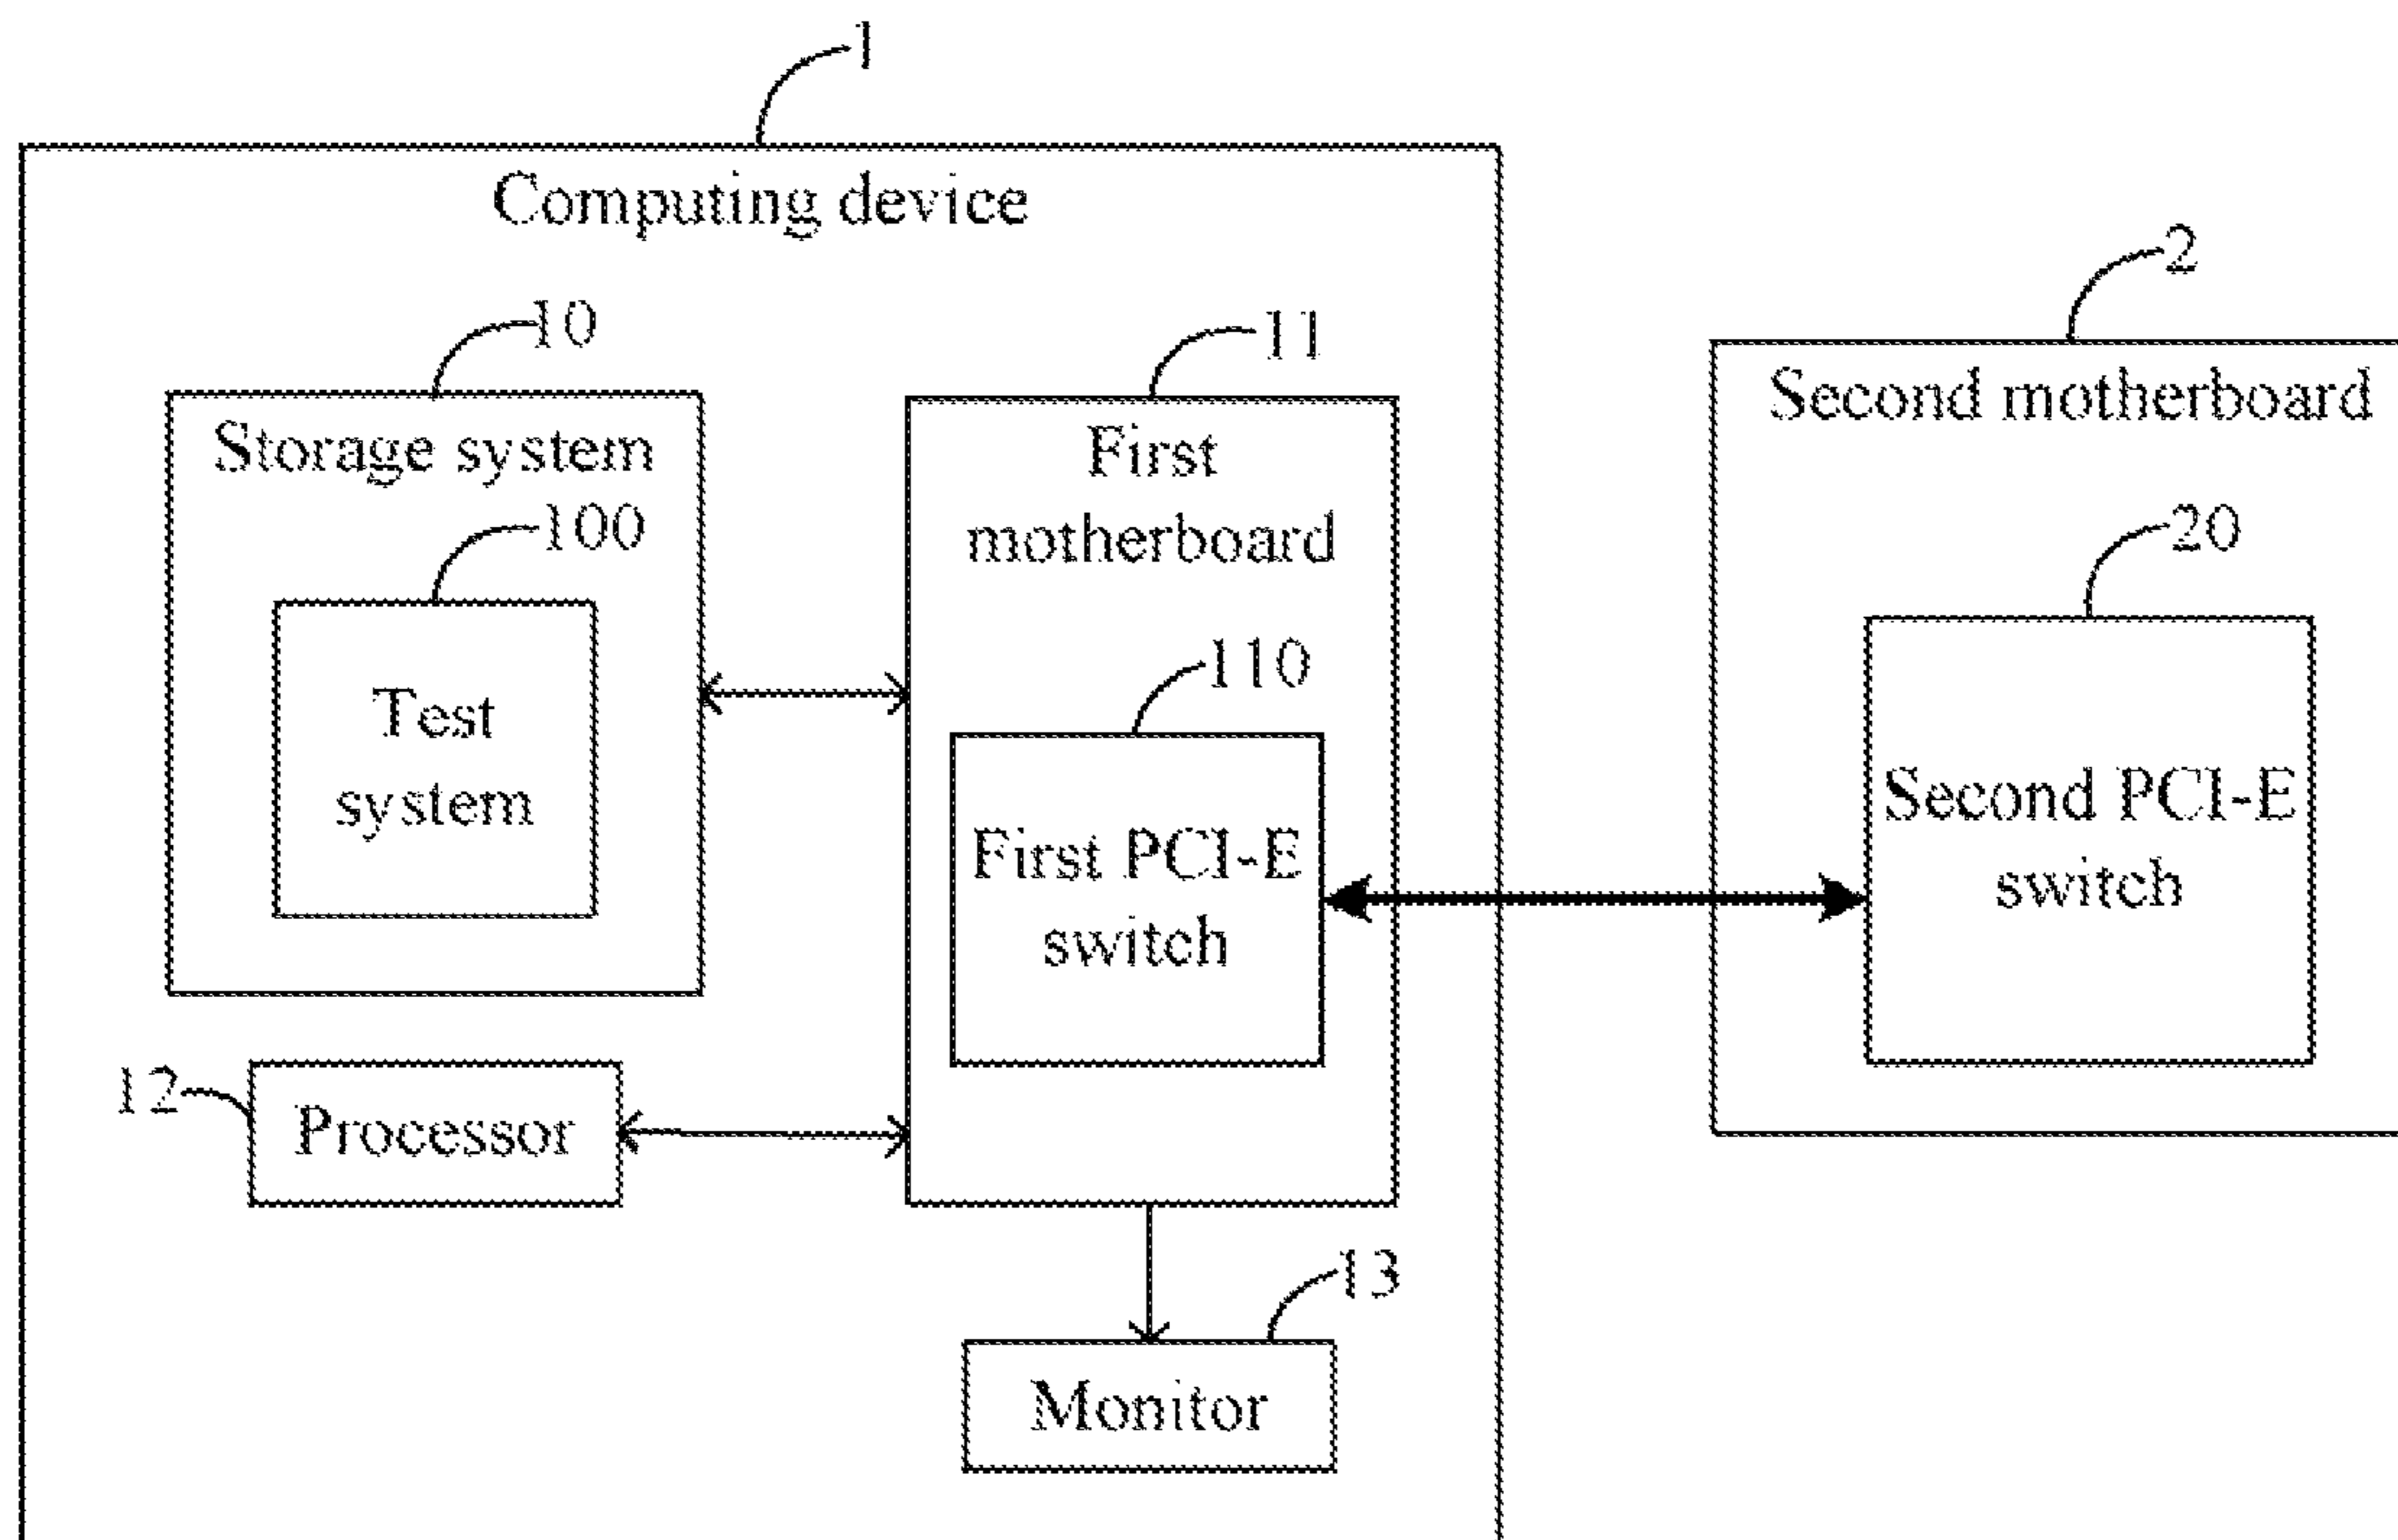 1
Computing device
2
10
11
Second motherboard
Storage system
First
motherboard
100
20
110
Test
system
First PCI-E
switch
Second PCI-E
switch
12
Processor
13
Monitor